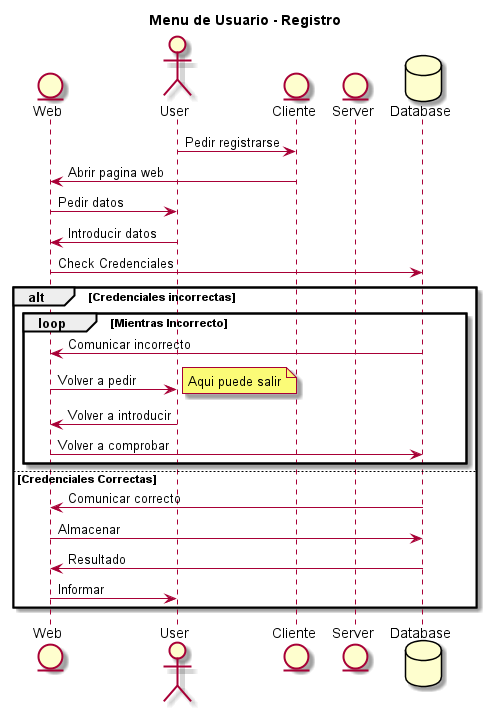 Menu de Usuario - Registro
Web User Cliente Server Database
Pedir registrarse
Abrir pagina web
Pedir datos
Introducir datos
Check Credenciales
alt [Credenciales incorrectas]
loop [Mientras Incorrecto]
Comunicar incorrecto
Volver a pedir Aqui puede salir
Volver a introducir
Volver a comprobar
[Credenciales Correctas]
Comunicar correcto
Almacenar
Resultado
Informar
Web User Cliente Server Database